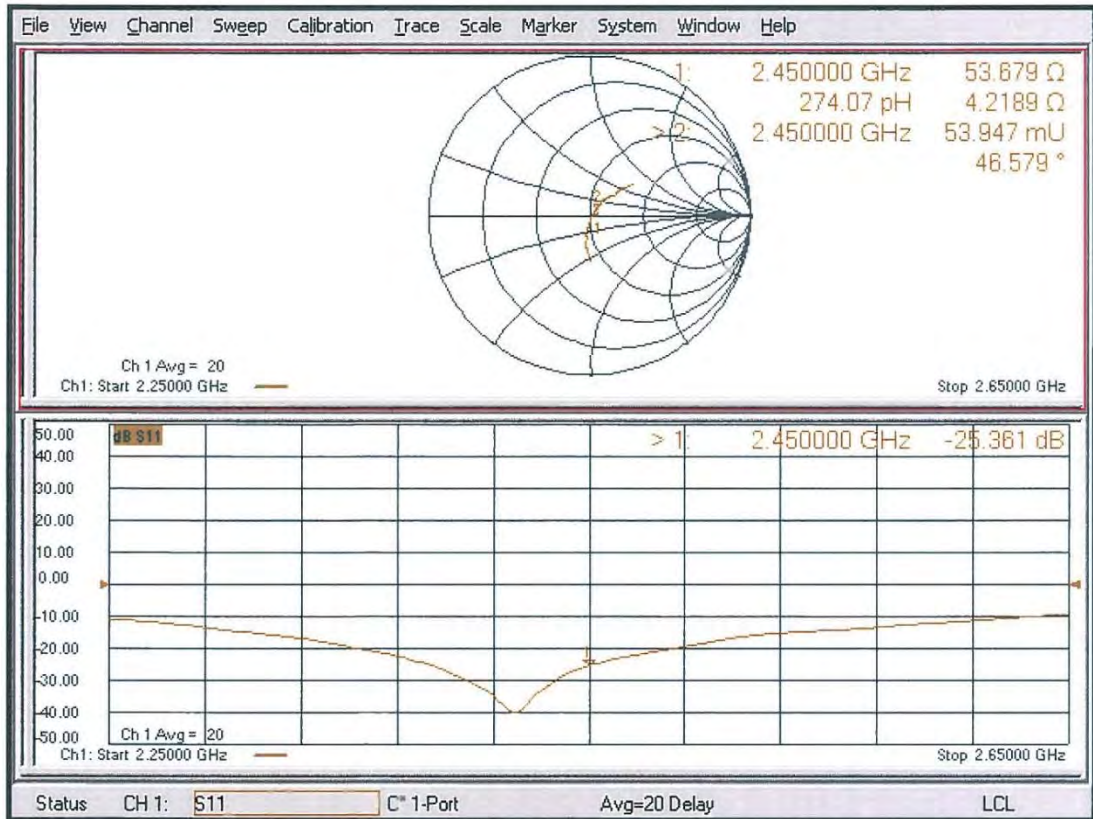 File View Channel Sweep Calibration Trace Scale Marker System Window Help
1: 2.450000 GHz 53.679 Ω
274.07 pH 4.2189 Ω
> 2: 2.450000 GHz 53.947 mU
46.579 °
2
1
Ch 1 Avg = 20
Ch1: Start 2.25000 GHz
Stop 2.65000 GHz
50.00
dB S11
> 1: 2.450000 GHz -25.361 dB
40.00
30.00
20.00
10.00
0.00
-10.00
-20.00
-30.00
-40.00
-50.00
1
Ch 1 Avg = 20
Ch1: Start 2.25000 GHz
Stop 2.65000 GHz
Status CH 1: S11 C* 1-Port Avg=20 Delay LCL